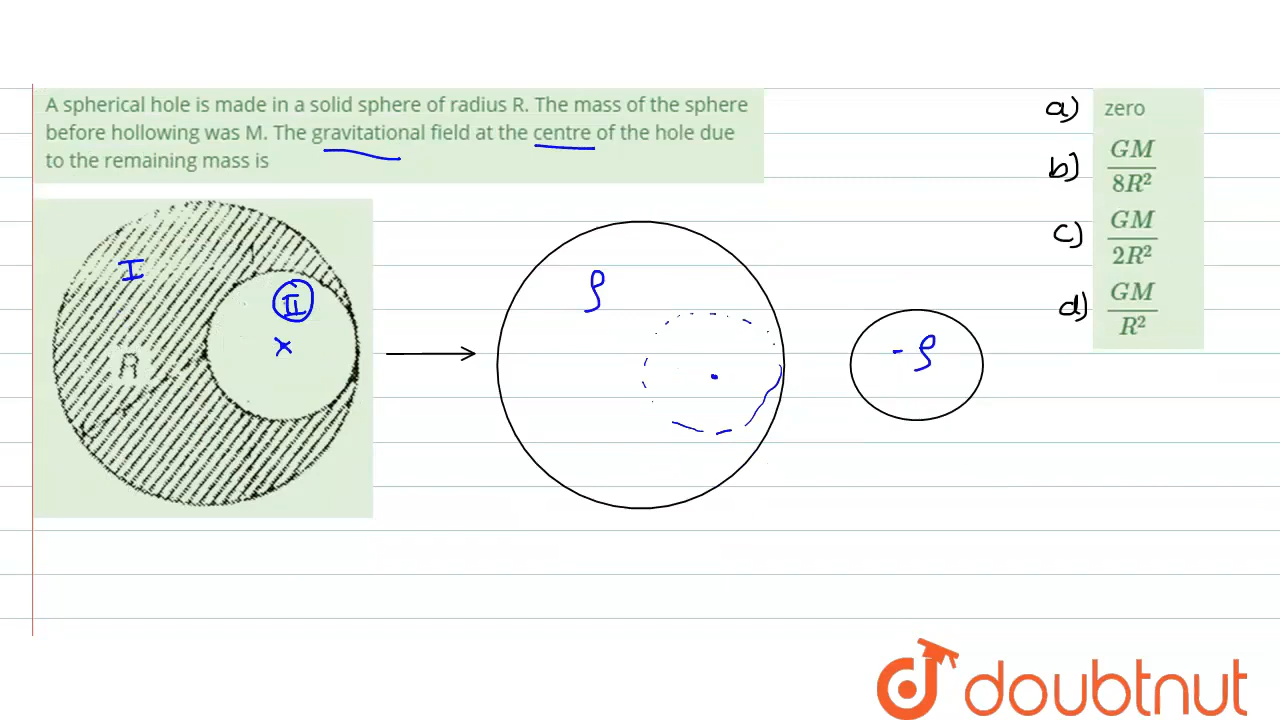 A spherical hole is made in a solid sphere of radius R. The mass of the sphere
before hollowing was M. The gravitational field at the centre of the hole due
to the remaining mass is
a) zero
b) GM/8R²
c) GM/2R²
d) GM/R²
I
II
x
R
ρ
-ρ
doubtnut